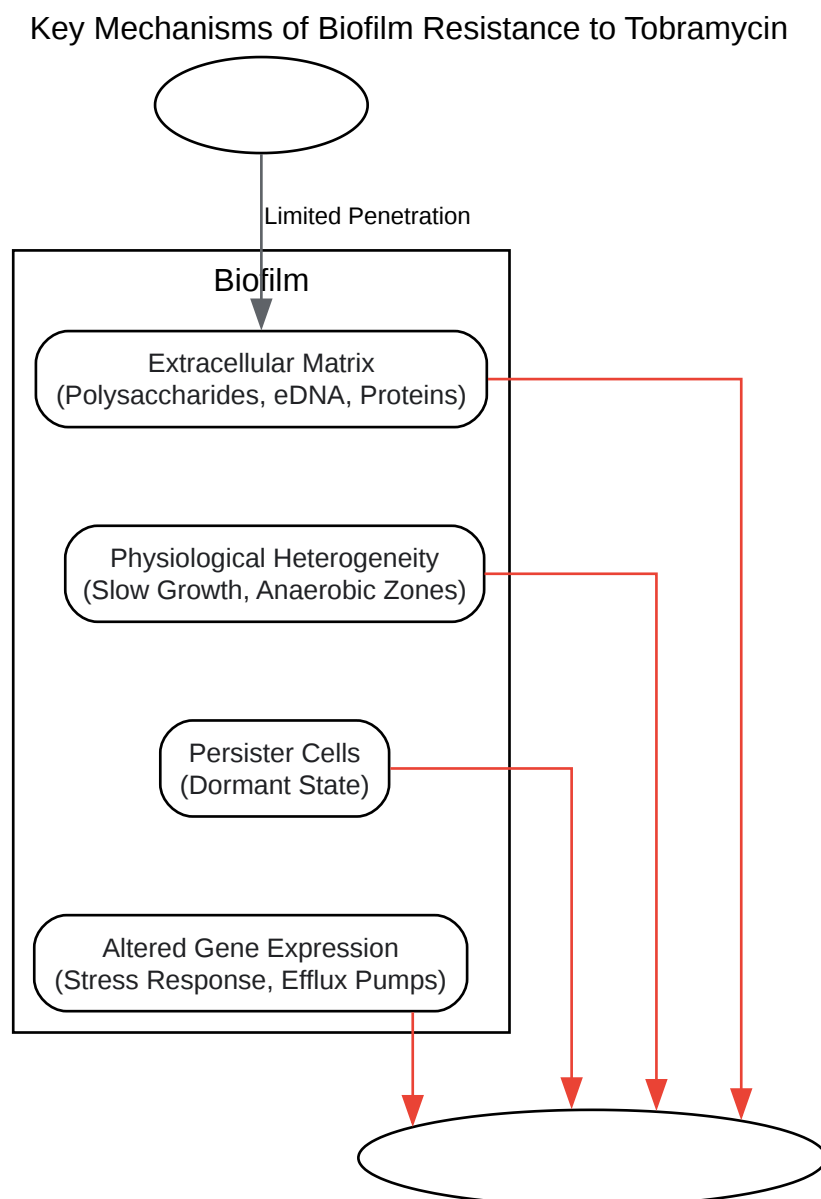 Key Mechanisms of Biofilm Resistance to Tobramycin
Limited Penetration
Biofilm
Extracellular Matrix
(Polysaccharides, eDNA, Proteins)
Physiological Heterogeneity
(Slow Growth, Anaerobic Zones)
Persister Cells
(Dormant State)
Altered Gene Expression
(Stress Response, Efflux Pumps)